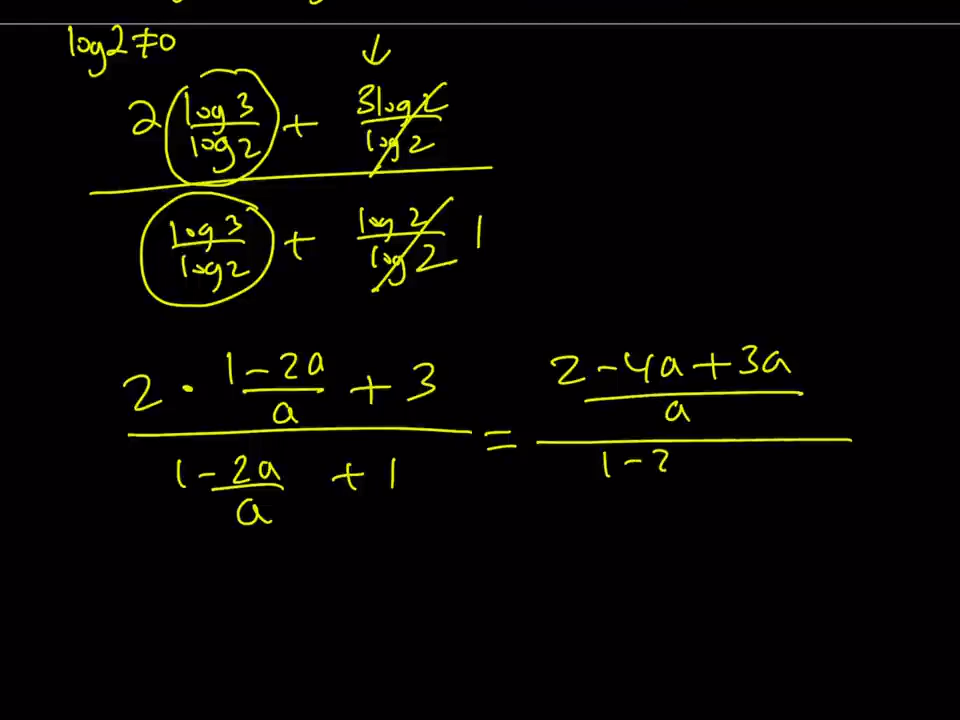 log2≠0
↓
2 log3/log2 + 3log2/log2
log3/log2 + log2/log2 1
2 · (1-2a)/a + 3 = (2-4a+3a)/a
(1-2a)/a + 1 1-2